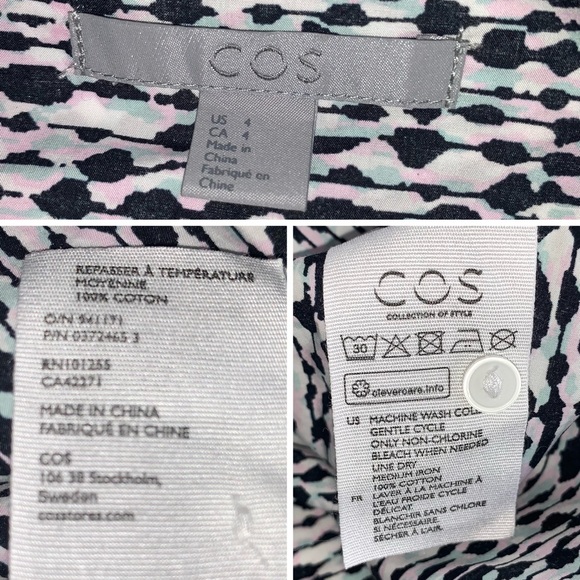 COS
US 4
CA 4
Made in
China
Fabriqué en
Chine
REPASSER À TEMPÉRATURE
MOYENNE
100% COTON
O/N 941171
P/N 0372465 3
RN101255
CA42271
MADE IN CHINA
FABRIQUÉ EN CHINE
COS
106 38 Stockholm,
Sweden
cosstores.com
COS
COLLECTION OF STYLE
30
clevercare.info
US MACHINE WASH COLD
GENTLE CYCLE
ONLY NON-CHLORINE
BLEACH WHEN NEEDED
LINE DRY
MEDIUM IRON
100% COTTON
FR LAVER À LA MACHINE À
L'EAU FROIDE CYCLE
DÉLICAT
BLANCHIR SANS CHLORE
SI NÉCESSAIRE.
SÉCHER À L'AIR.